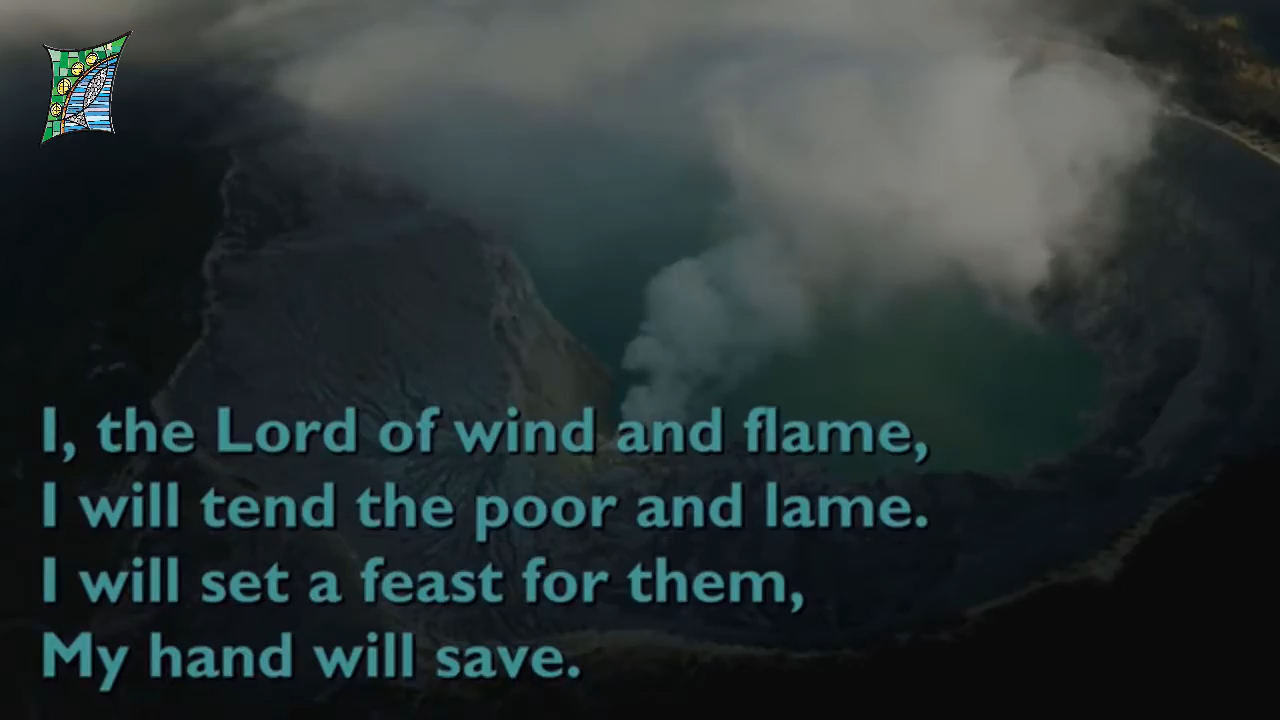 I, the Lord of wind and flame,
I will tend the poor and lame.
I will set a feast for them,
My hand will save.